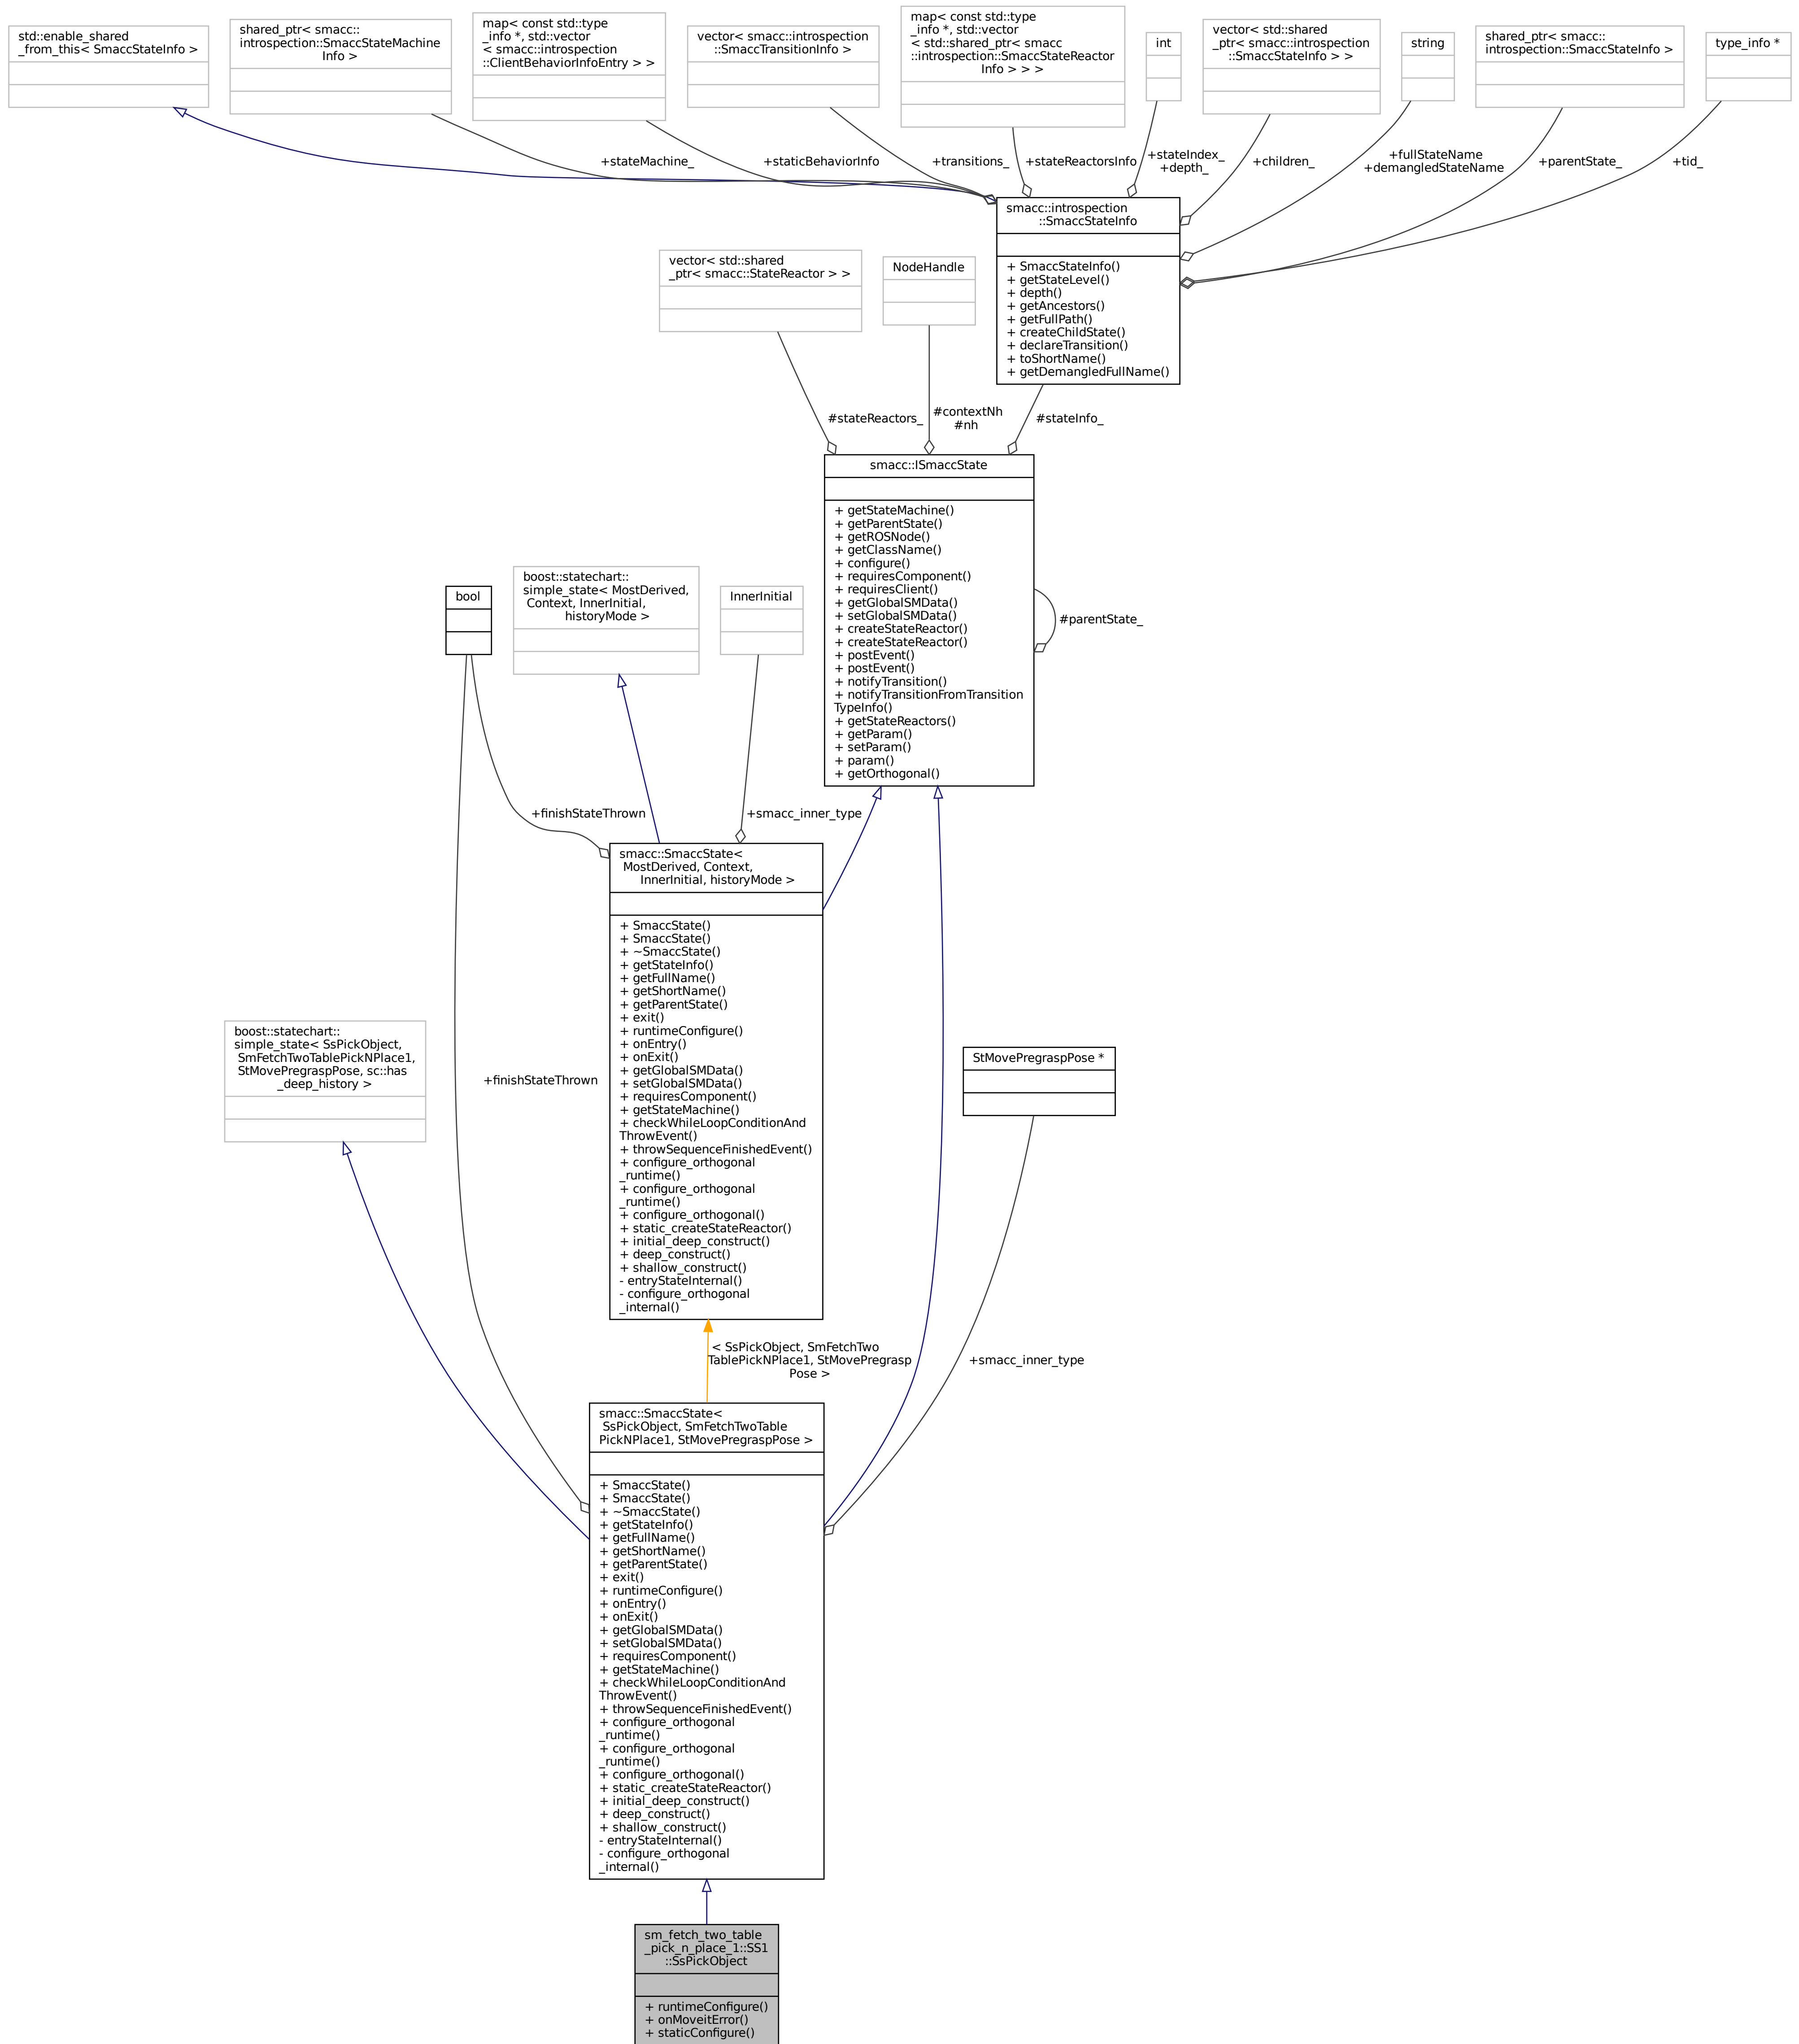 std::enable_shared
_from_this< SmaccStateInfo >
shared_ptr< smacc::
introspection::SmaccStateMachine
Info >
map< const std::type
_info *, std::vector
< smacc::introspection
::ClientBehaviorInfoEntry > >
vector< smacc::introspection
::SmaccTransitionInfo >
map< const std::type
_info *, std::vector
< std::shared_ptr< smacc
::introspection::SmaccStateReactor
Info > > >
int
vector< std::shared
_ptr< smacc::introspection
::SmaccStateInfo > >
string
shared_ptr< smacc::
introspection::SmaccStateInfo >
type_info *
+stateMachine_
+staticBehaviorInfo
+transitions_
+stateReactorsInfo
+stateIndex_
+depth_
+children_
+fullStateName
+demangledStateName
+parentState_
+tid_
smacc::introspection
::SmaccStateInfo
+ SmaccStateInfo()
+ getStateLevel()
+ depth()
+ getAncestors()
+ getFullPath()
+ createChildState()
+ declareTransition()
+ toShortName()
+ getDemangledFullName()
vector< std::shared
_ptr< smacc::StateReactor > >
NodeHandle
#stateReactors_
#contextNh
#nh
#stateInfo_
smacc::ISmaccState
+ getStateMachine()
+ getParentState()
+ getROSNode()
+ getClassName()
+ configure()
+ requiresComponent()
+ requiresClient()
+ getGlobalSMData()
+ setGlobalSMData()
+ createStateReactor()
+ createStateReactor()
+ postEvent()
+ postEvent()
+ notifyTransition()
+ notifyTransitionFromTransition
TypeInfo()
+ getStateReactors()
+ getParam()
+ setParam()
+ param()
+ getOrthogonal()
#parentState_
bool
boost::statechart::
simple_state< MostDerived,
Context, InnerInitial,
historyMode >
InnerInitial
+finishStateThrown
+smacc_inner_type
smacc::SmaccState<
MostDerived, Context,
InnerInitial, historyMode >
+ SmaccState()
+ SmaccState()
+ ~SmaccState()
+ getStateInfo()
+ getFullName()
+ getShortName()
+ getParentState()
+ exit()
+ runtimeConfigure()
+ onEntry()
+ onExit()
+ getGlobalSMData()
+ setGlobalSMData()
+ requiresComponent()
+ getStateMachine()
+ checkWhileLoopConditionAnd
ThrowEvent()
+ throwSequenceFinishedEvent()
+ configure_orthogonal
_runtime()
+ configure_orthogonal
_runtime()
+ configure_orthogonal()
+ static_createStateReactor()
+ initial_deep_construct()
+ deep_construct()
+ shallow_construct()
- entryStateInternal()
- configure_orthogonal
_internal()
boost::statechart::
simple_state< SsPickObject,
SmFetchTwoTablePickNPlace1,
StMovePregraspPose, sc::has
_deep_history >
+finishStateThrown
StMovePregraspPose *
< SsPickObject, SmFetchTwo
TablePickNPlace1, StMovePregrasp
Pose >
+smacc_inner_type
smacc::SmaccState<
SsPickObject, SmFetchTwoTable
PickNPlace1, StMovePregraspPose >
+ SmaccState()
+ SmaccState()
+ ~SmaccState()
+ getStateInfo()
+ getFullName()
+ getShortName()
+ getParentState()
+ exit()
+ runtimeConfigure()
+ onEntry()
+ onExit()
+ getGlobalSMData()
+ setGlobalSMData()
+ requiresComponent()
+ getStateMachine()
+ checkWhileLoopConditionAnd
ThrowEvent()
+ throwSequenceFinishedEvent()
+ configure_orthogonal
_runtime()
+ configure_orthogonal
_runtime()
+ configure_orthogonal()
+ static_createStateReactor()
+ initial_deep_construct()
+ deep_construct()
+ shallow_construct()
- entryStateInternal()
- configure_orthogonal
_internal()
sm_fetch_two_table
_pick_n_place_1::SS1
::SsPickObject
+ runtimeConfigure()
+ onMoveitError()
+ staticConfigure()